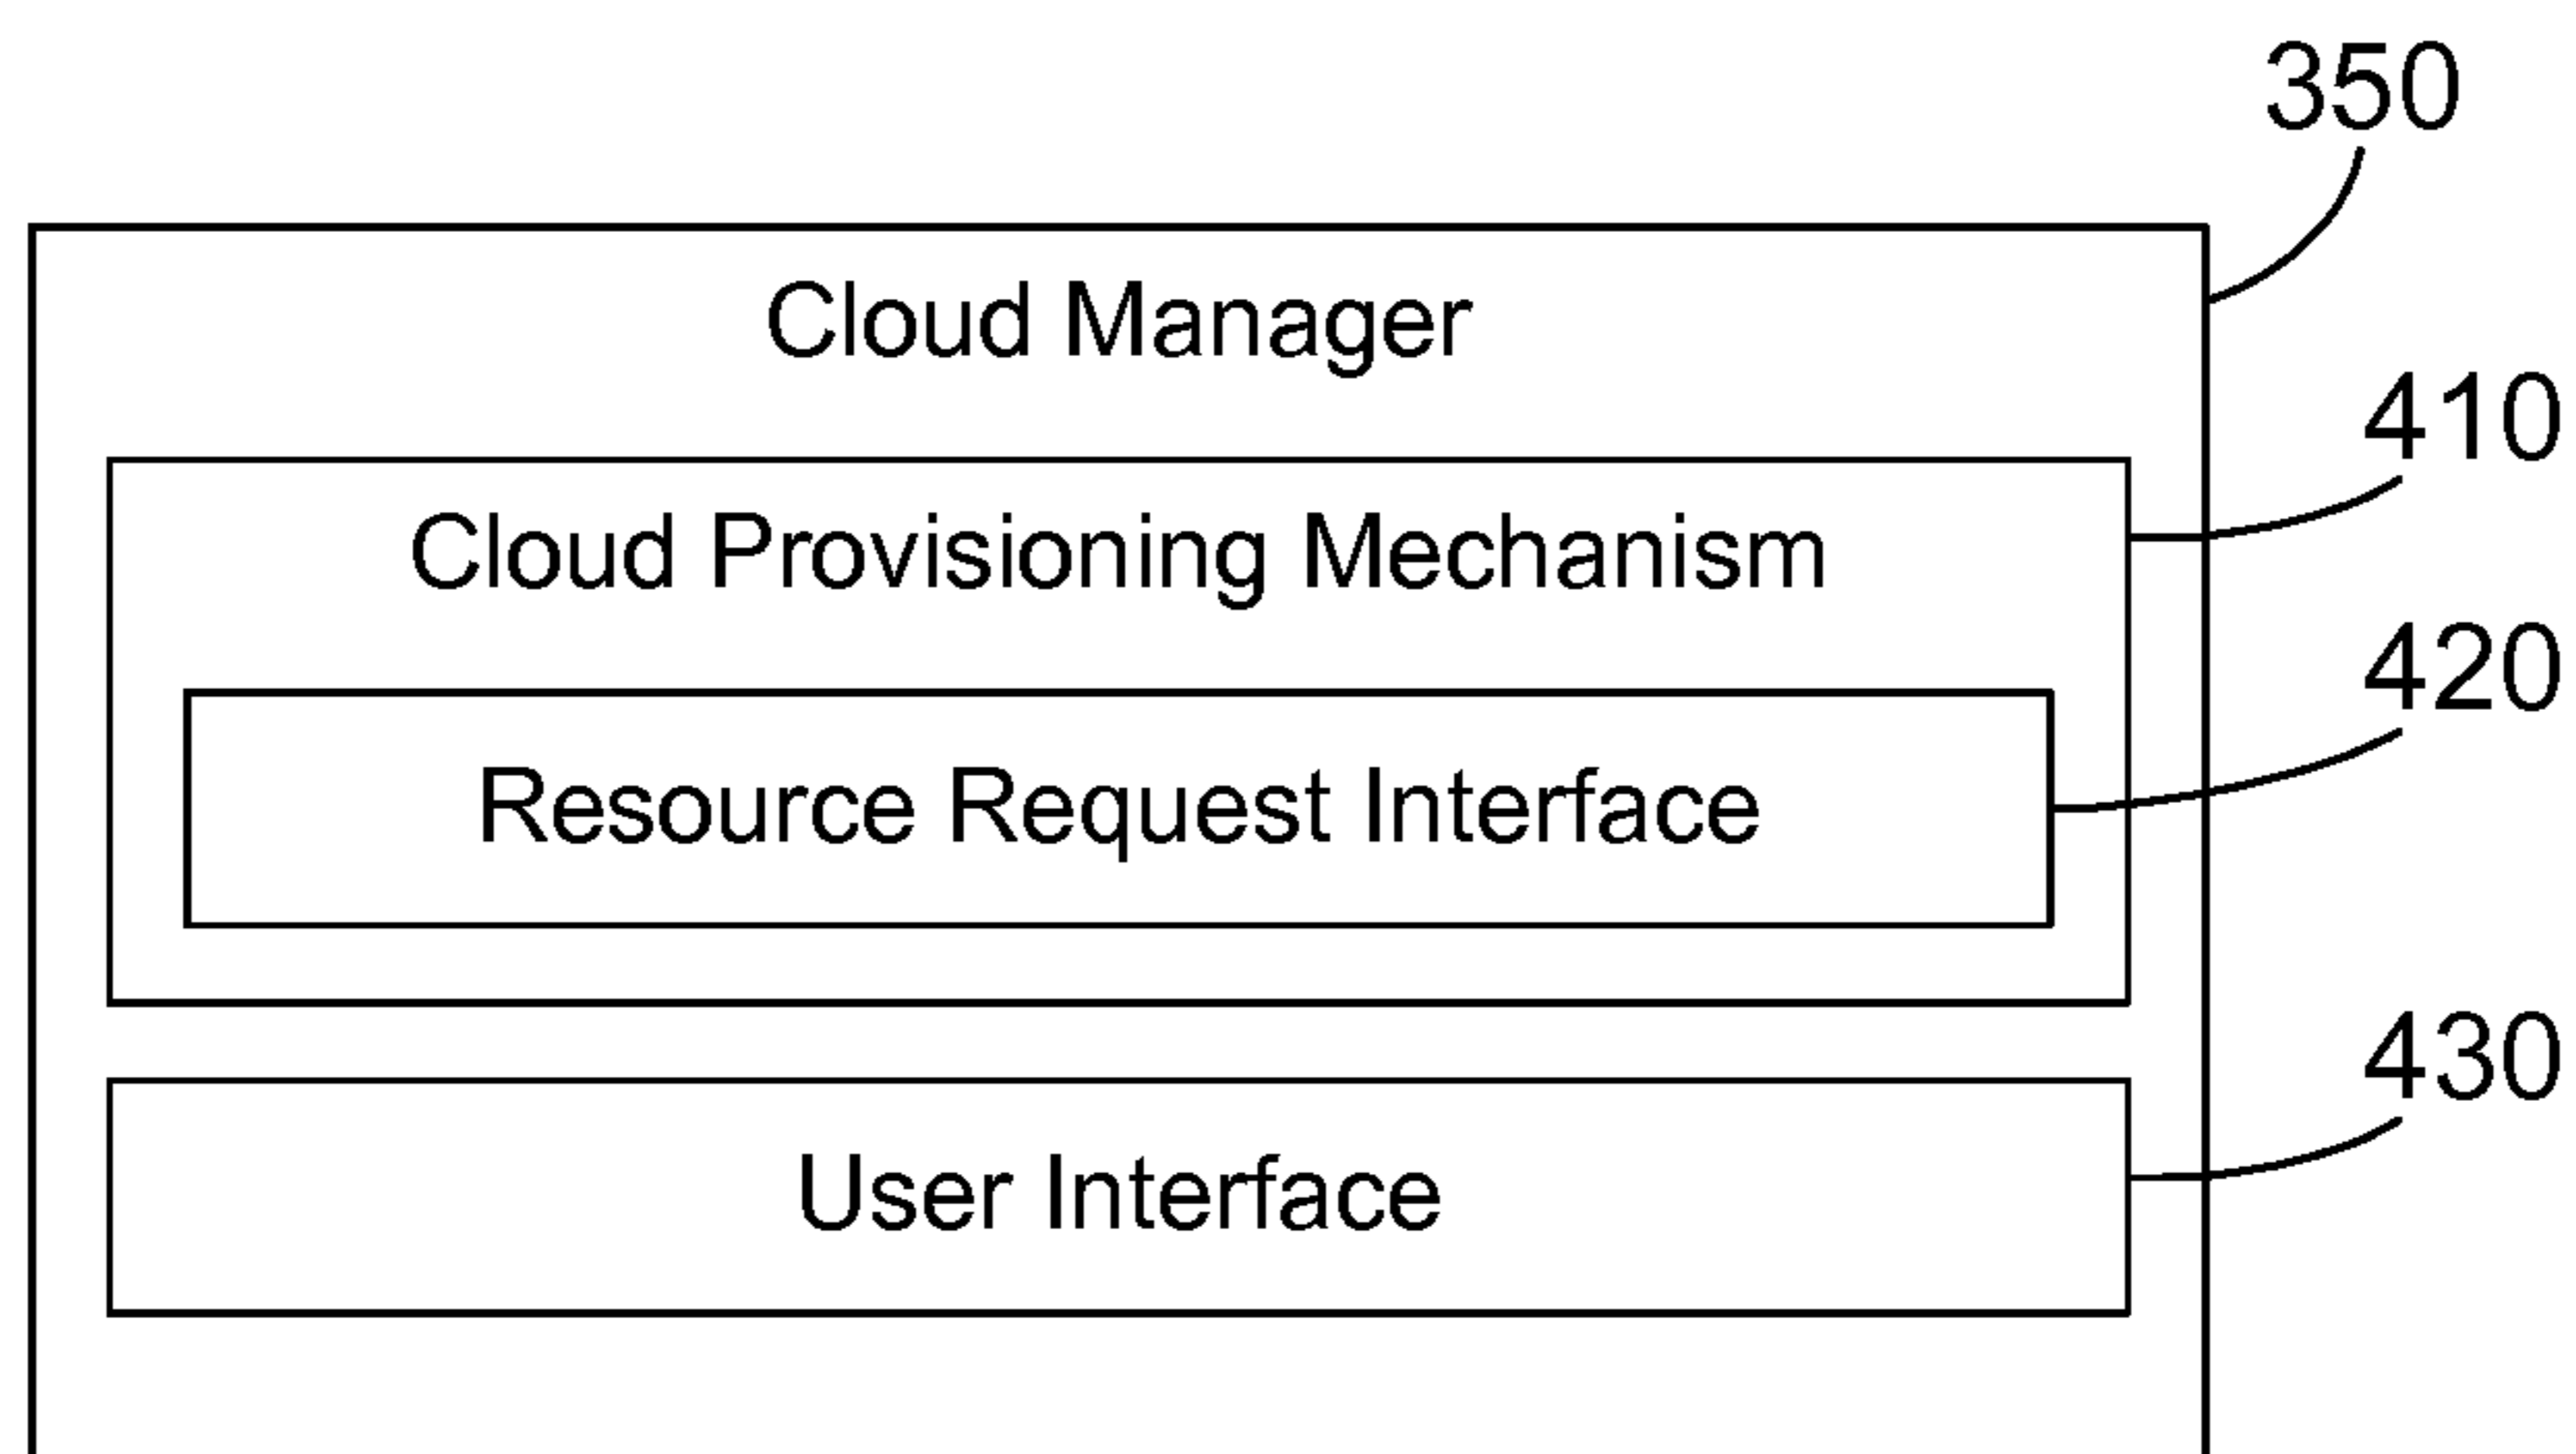 350
Cloud Manager
410
Cloud Provisioning Mechanism
420
Resource Request Interface
430
User Interface